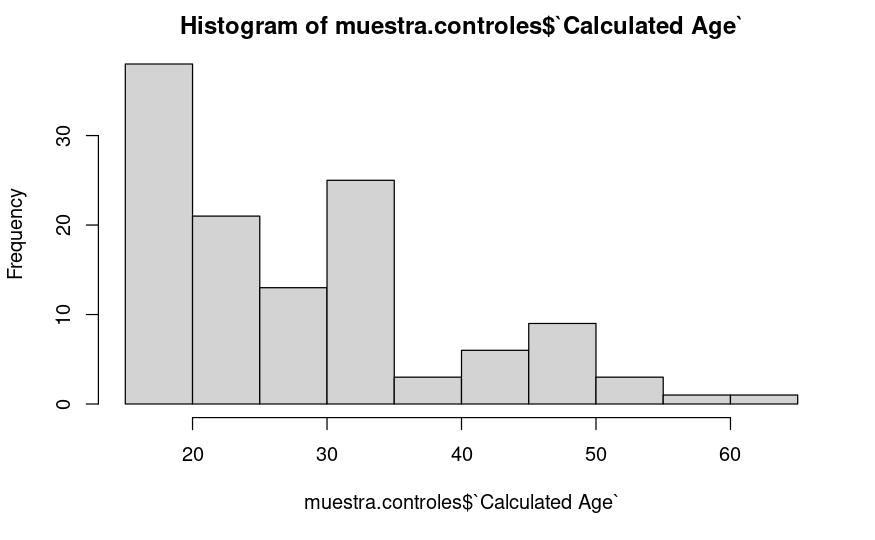 Histogram of muestra.controles$`Calculated Age`
Frequency
30
20
10
0
20 30 40 50 60
muestra.controles$`Calculated Age`